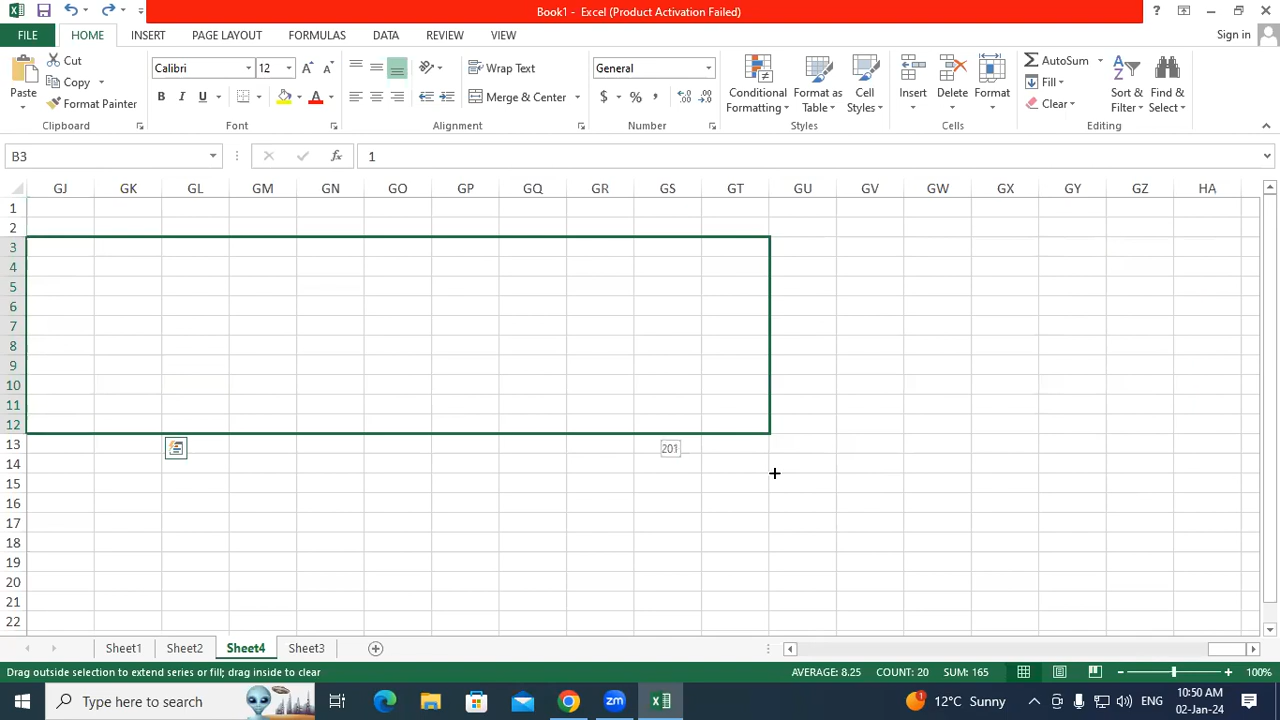 Book1 - Excel (Product Activation Failed)
?
FILE HOME INSERT PAGE LAYOUT FORMULAS DATA REVIEW VIEW Sign in
Paste Cut Copy Format Painter
Clipboard
Calibri 12 A A
B I U A
Font
Wrap Text
Merge & Center
Alignment
General
$ % ,
Number
Conditional Formatting Format as Table Cell Styles
Styles
Insert Delete Format
Cells
AutoSum Fill Clear Sort & Filter Find & Select
Editing
B3 fx 1
GJ GK GL GM GN GO GP GQ GR GS GT GU GV GW GX GY GZ HA
1
2
3
4
5
6
7
8
9
10
11
12
13 201
14
15
16
17
18
19
20
21
22
Sheet1 Sheet2 Sheet4 Sheet3
Drag outside selection to extend series or fill; drag inside to clear AVERAGE: 8.25 COUNT: 20 SUM: 165 100%
Type here to search zm 12°C Sunny ENG 10:50 AM
02-Jan-24